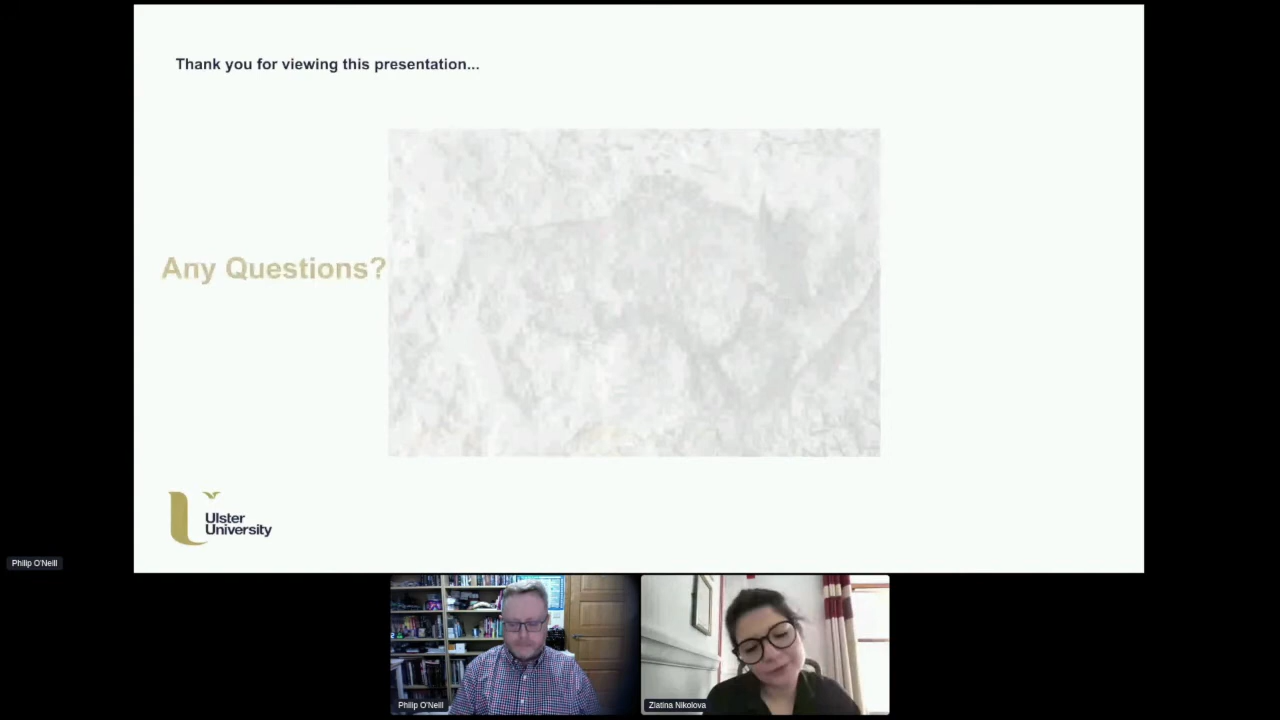 Thank you for viewing this presentation...
Any Questions?
Ulster
University
Philip O'Neill
Philip O'Neill
Zlatina Nikolova